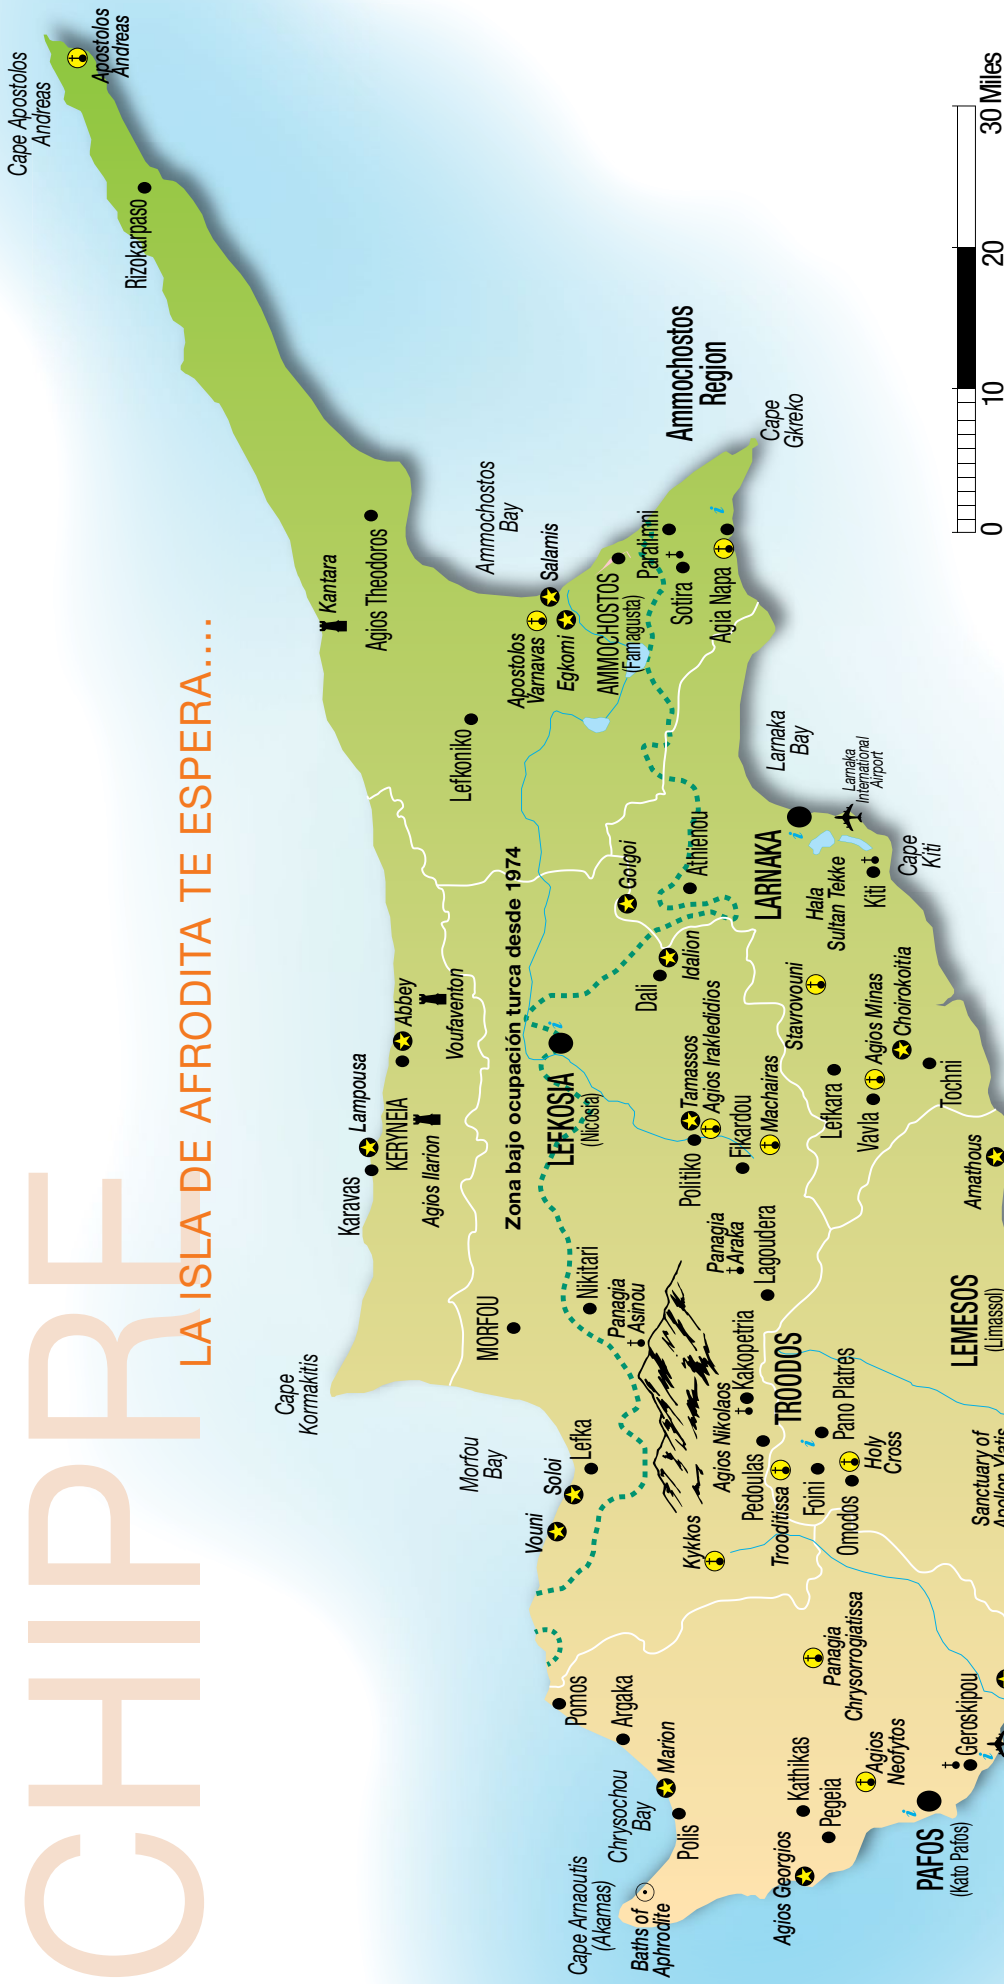 CHIPRE
LA ISLA DE AFRODITA TE ESPERA....
Cape Apostolos
Andreas
Apostolos
Andreas
Rizokarpaso
Kantara
Agios Theodoros
Ammochostos
Bay
Lefkoniko
Apostolos
Varnavas
Salamis
Egkomi
AMMOCHOSTOS
(Famagusta)
Paralimni
Sotira
Agia Napa
Ammochostos
Region
Cape
Gkreko
Cape
Kormakitis
Karavas
Lampousa
KERYNEIA
Agios Ilarion
Abbey
Voufaventon
Morfou
Bay
MORFOU
Zona bajo ocupación turca desde 1974
LEFKOSIA
(Nicosia)
Golgoi
Athienou
Dali
Idalion
Larnaka
Bay
LARNAKA
Larnaka
International
Airport
Hala
Sultan Tekke
Kiti
Cape
Kiti
Vouni
Soloi
Lefka
Nikitari
Panagia
Asinou
Panagia
Araka
Lagoudera
Politiko
Tamassos
Agios Irakledidios
Fikardou
Machairas
Stavrovouni
Lefkara
Vavla
Agios Minas
Choirokoitia
Tochni
Amathous
Kykkos
Agios Nikolaos
Kakopetria
Pedoulas
TROODOS
Trooditissa
Foini
Pano Platres
Omodos
Holy
Cross
LEMESOS
(Limassol)
Sanctuary of
Apollon Ylatis
Pomos
Argaka
Chrysochou
Bay
Marion
Polis
Cape Arnaoutis
(Akamas)
Baths of
Aphrodite
Panagia
Chrysorrogiatissa
Kathikas
Pegeia
Agios Georgios
Agios
Neofytos
Geroskipou
PAFOS
(Kato Pafos)
0 10 20 30 Miles
i
i
i
i
i
i